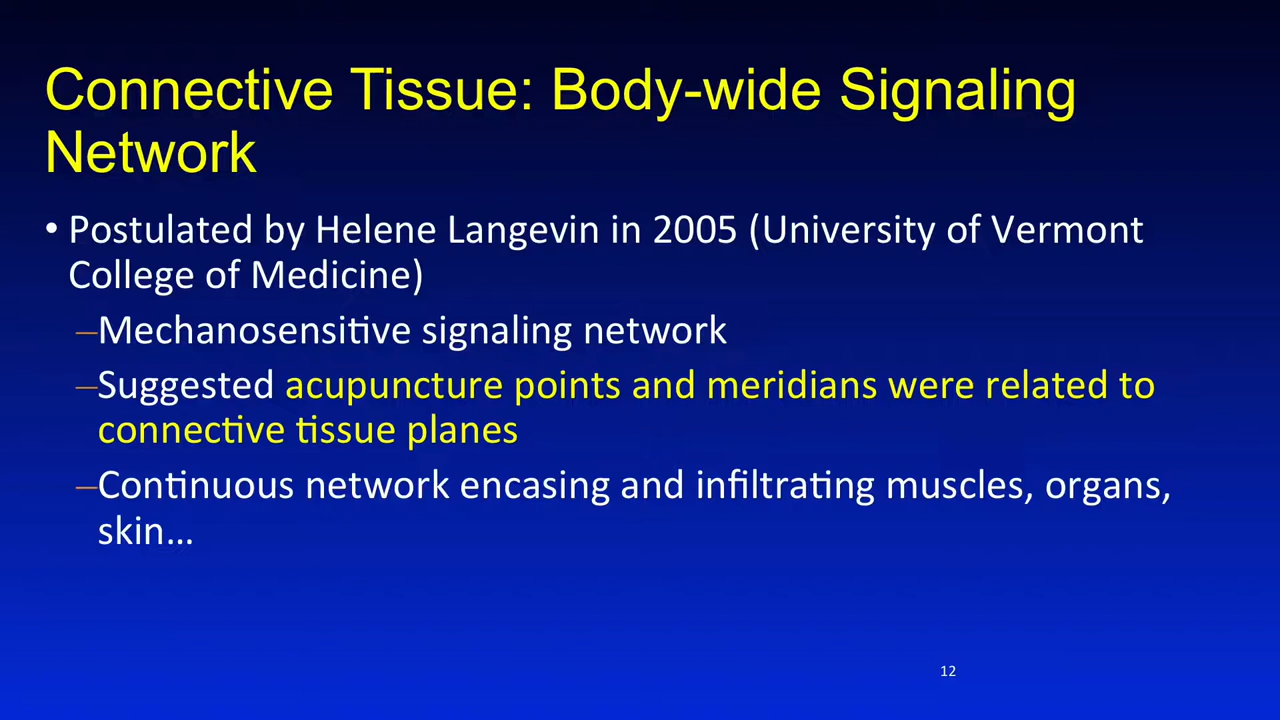 Connective Tissue: Body-wide Signaling
Network
• Postulated by Helene Langevin in 2005 (University of Vermont
College of Medicine)
–Mechanosensitive signaling network
–Suggested acupuncture points and meridians were related to
connective tissue planes
–Continuous network encasing and infiltrating muscles, organs,
skin…
12